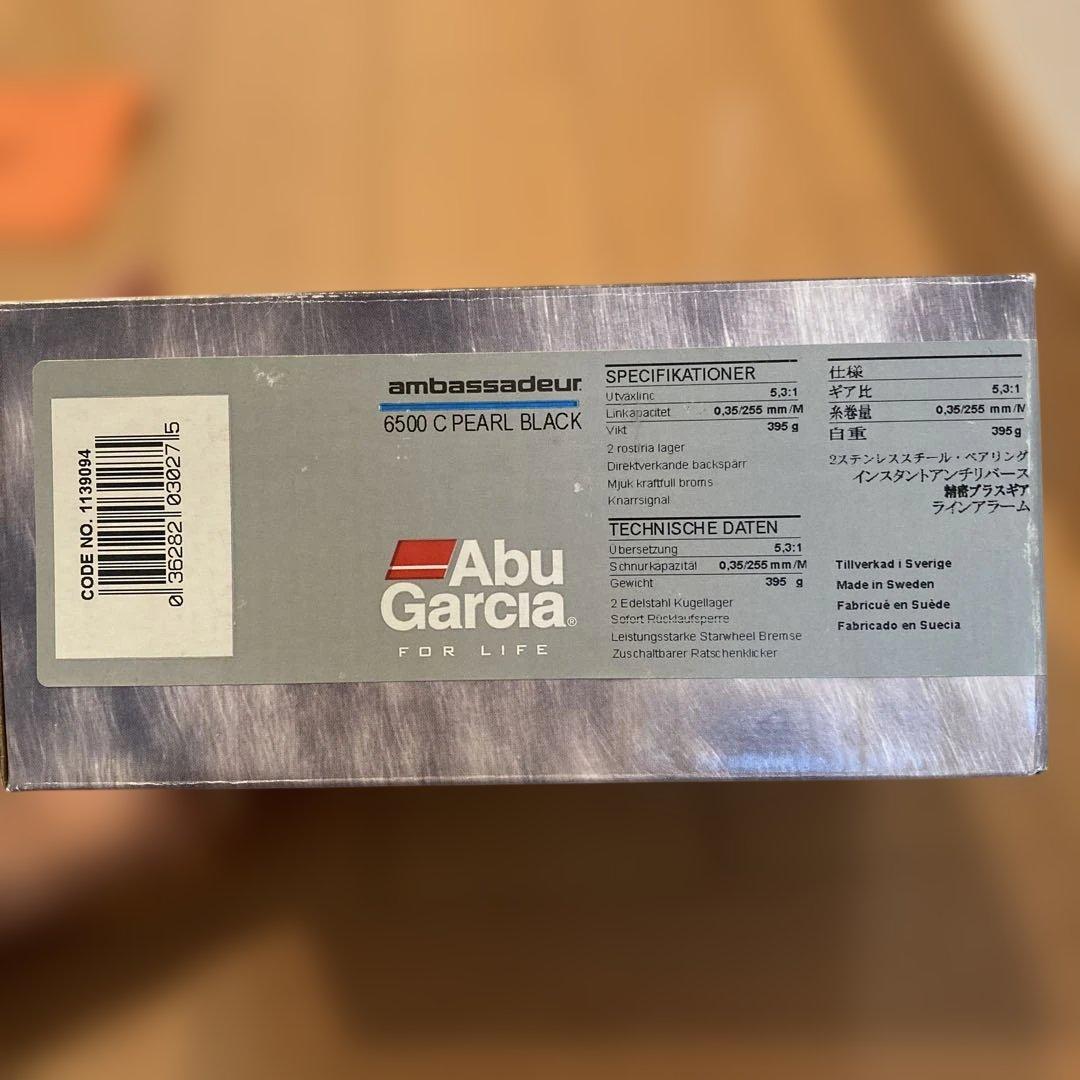 CODE NO. 1139094
0 36282 03027 5
ambassadeur
6500 C PEARL BLACK
Abu
Garcia®
FOR LIFE
SPECIFIKATIONER
Utväxling 5,3:1
Linkapacitet 0,35/255 mm/M
Vikt 395 g
2 rostfria lager
Direktverkande backspärr
Mjuk kraftfull broms
Knarrsignal
TECHNISCHE DATEN
Übersetzung 5,3:1
Schnurkapazität 0,35/255 mm/M
Gewicht 395 g
2 Edelstahl Kugellager
Sofort Rücklaufsperre
Leistungsstarke Starwheel Bremse
Zuschaltbarer Ratschenklicker
仕様
ギア比 5,3:1
糸巻量 0,35/255 mm/M
自重 395g
2ステンレススチール・ベアリング
インスタントアンチリバース
精密ブラスギア
ラインアラーム
Tillverkad i Sverige
Made in Sweden
Fabricué en Suède
Fabricado en Suecia